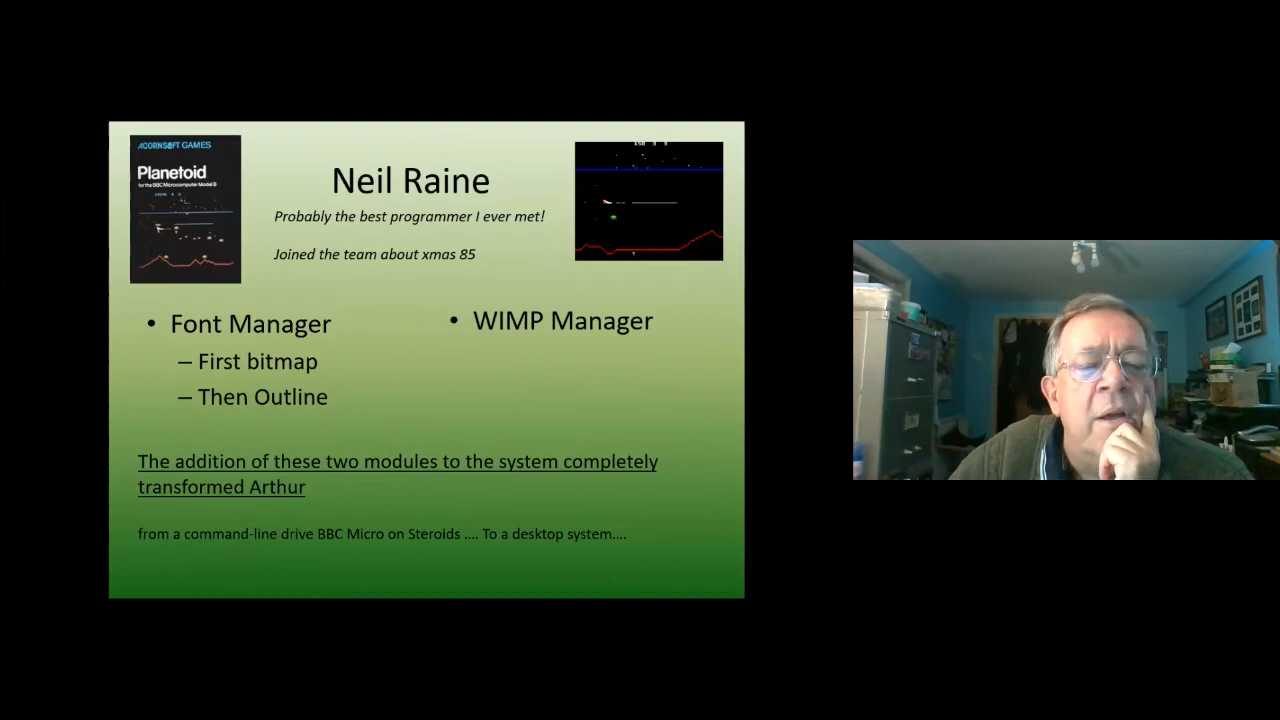 ACORNSOFT GAMES
Planetoid
for the BBC Microcomputer Model B
Neil Raine
Probably the best programmer I ever met!
Joined the team about xmas 85
• Font Manager
– First bitmap
– Then Outline
• WIMP Manager
The addition of these two modules to the system completely
transformed Arthur
from a command-line drive BBC Micro on Steroids .... To a desktop system....